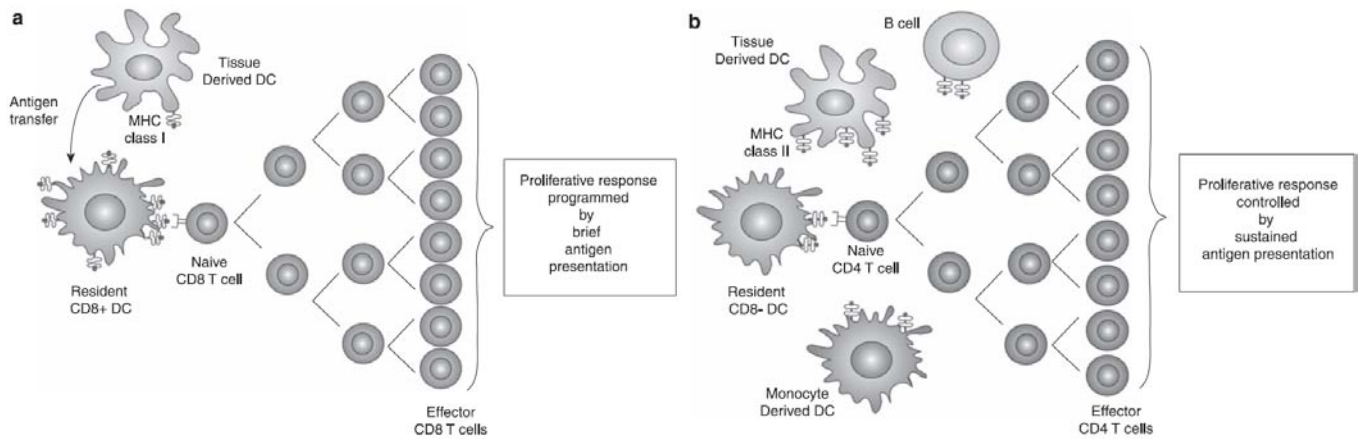 a
Tissue
Derived DC
Antigen
transfer
MHC
class I
Resident
CD8+ DC
Naive
CD8 T cell
Effector
CD8 T cells
Proliferative response
programmed
by
brief
antigen
presentation
b
B cell
Tissue
Derived DC
MHC
class II
Resident
CD8- DC
Naive
CD4 T cell
Monocyte
Derived DC
Effector
CD4 T cells
Proliferative response
controlled
by
sustained
antigen presentation